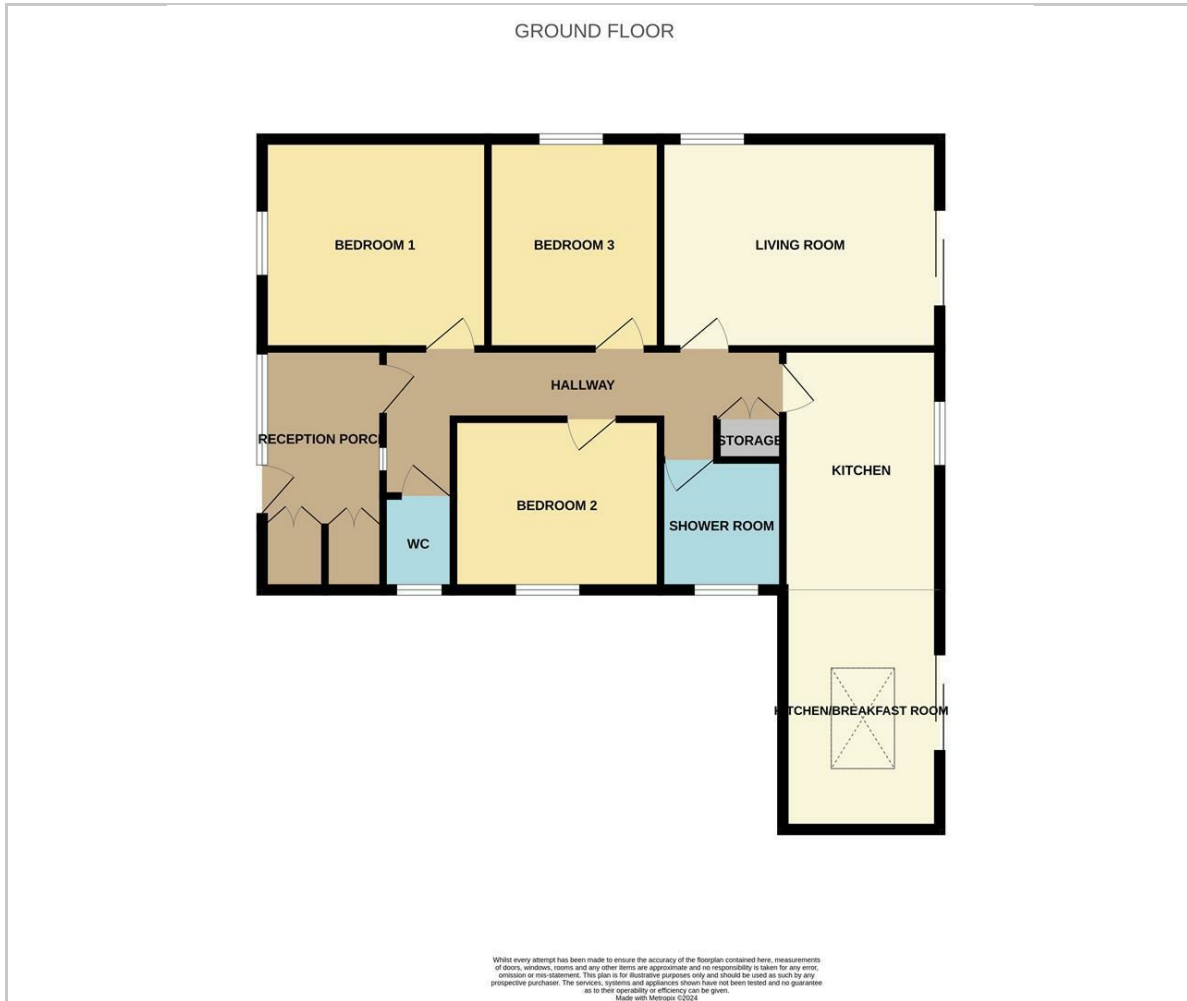 GROUND FLOOR
BEDROOM 1
BEDROOM 3
LIVING ROOM
HALLWAY
RECEPTION PORC
STORAGE
KITCHEN
BEDROOM 2
SHOWER ROOM
WC
KITCHEN/BREAKFAST ROOM
Whilst every attempt has been made to ensure the accuracy of the floorplan contained here, measurements
of doors, windows, rooms and any other items are approximate and no responsibility is taken for any error,
omission or mis-statement. This plan is for illustrative purposes only and should be used as such by any
prospective purchaser. The services, systems and appliances shown have not been tested and no guarantee
as to their operability or efficiency can be given.
Made with Metropix ©2024